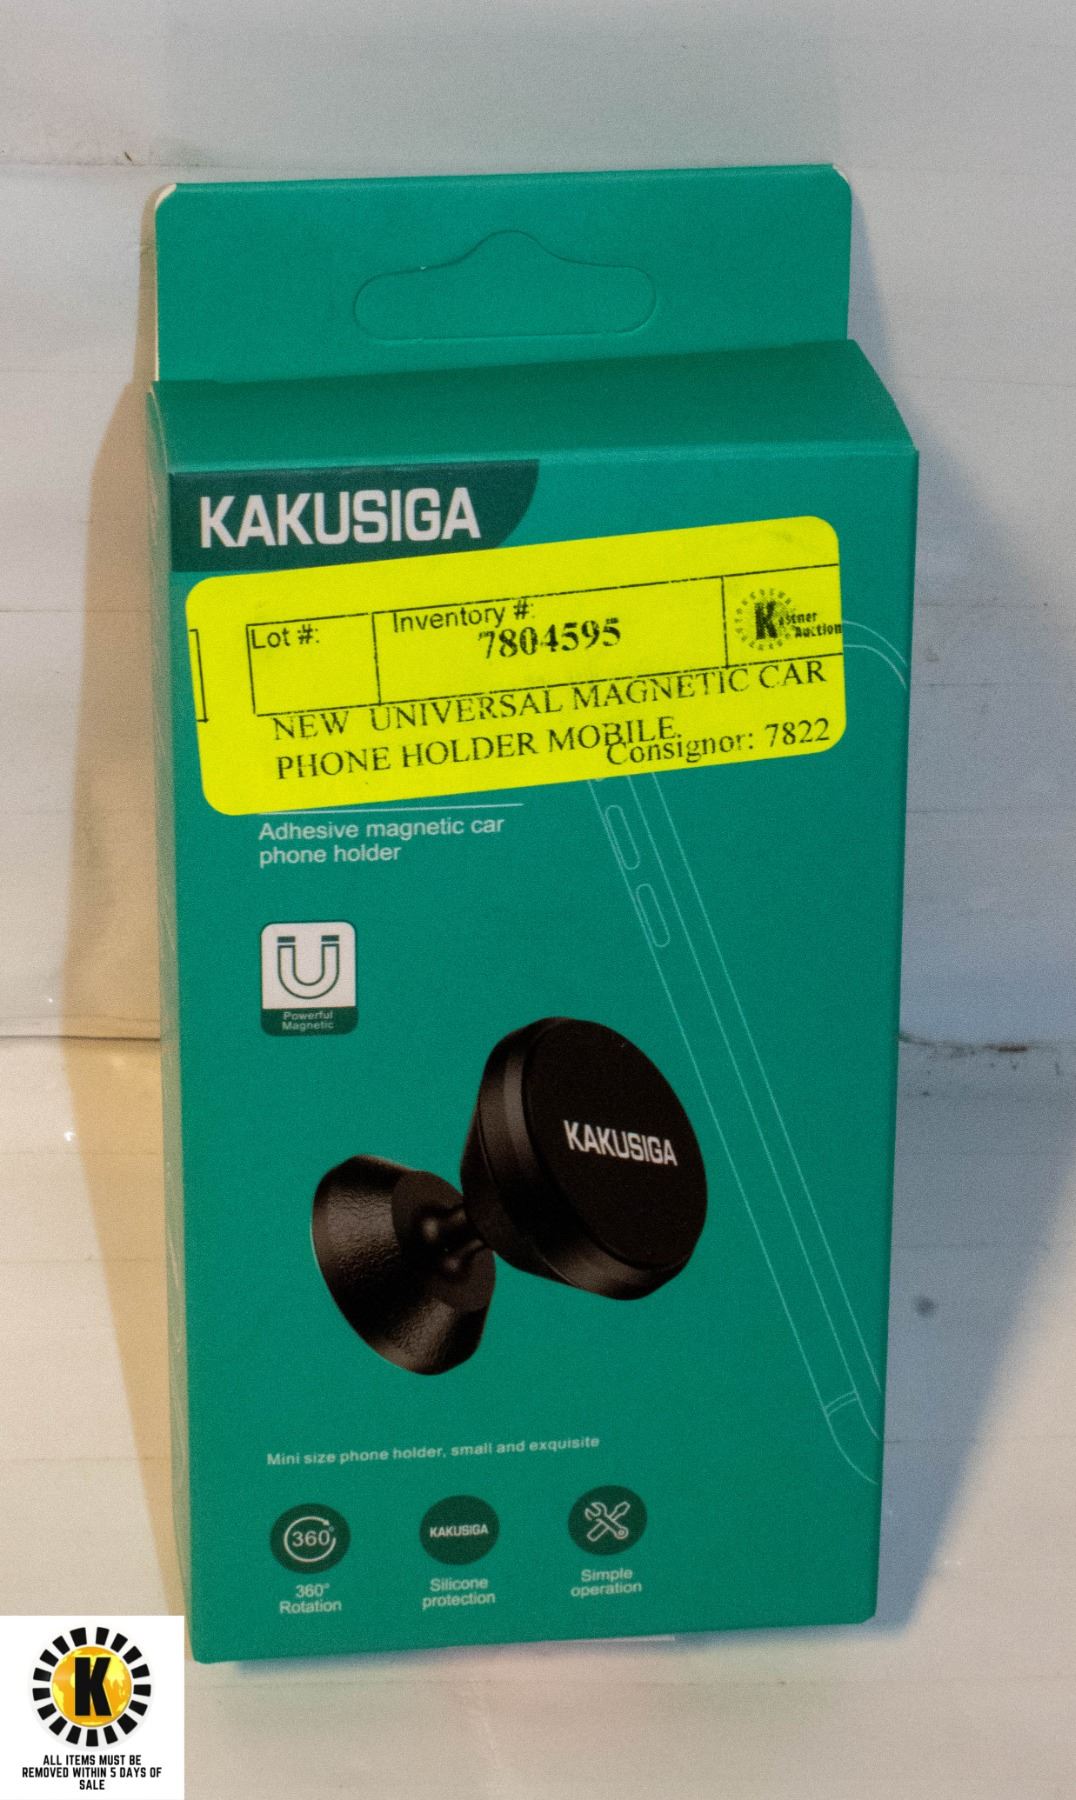 KAKUSIGA
Lot #:
Inventory #:
7804595
Kastner
Auction
NEW UNIVERSAL MAGNETIC CAR
PHONE HOLDER MOBILE.
Consignor: 7822
Adhesive magnetic car
phone holder
Powerful
Magnetic
KAKUSIGA
Mini size phone holder, small and exquisite
360°
KAKUSIGA
360°
Rotation
Silicone
protection
Simple
operation
K
ALL ITEMS MUST BE
REMOVED WITHIN 5 DAYS OF
SALE